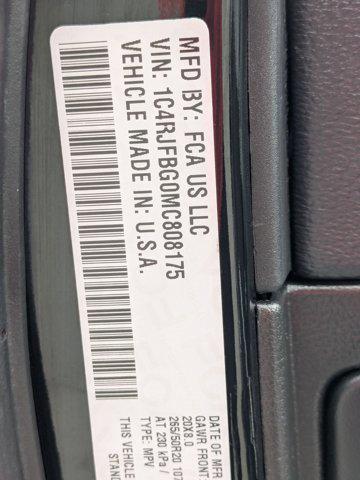 MFD BY: FCA US LLC
VIN: 1C4RJFBG0MC808175
VEHICLE MADE IN: U.S.A.
DATE OF MFR
GAWR FRONT
20X8.0
265/50R20 107
AT 230 kPa /
TYPE: MPV
THIS VEHICLE
STAND